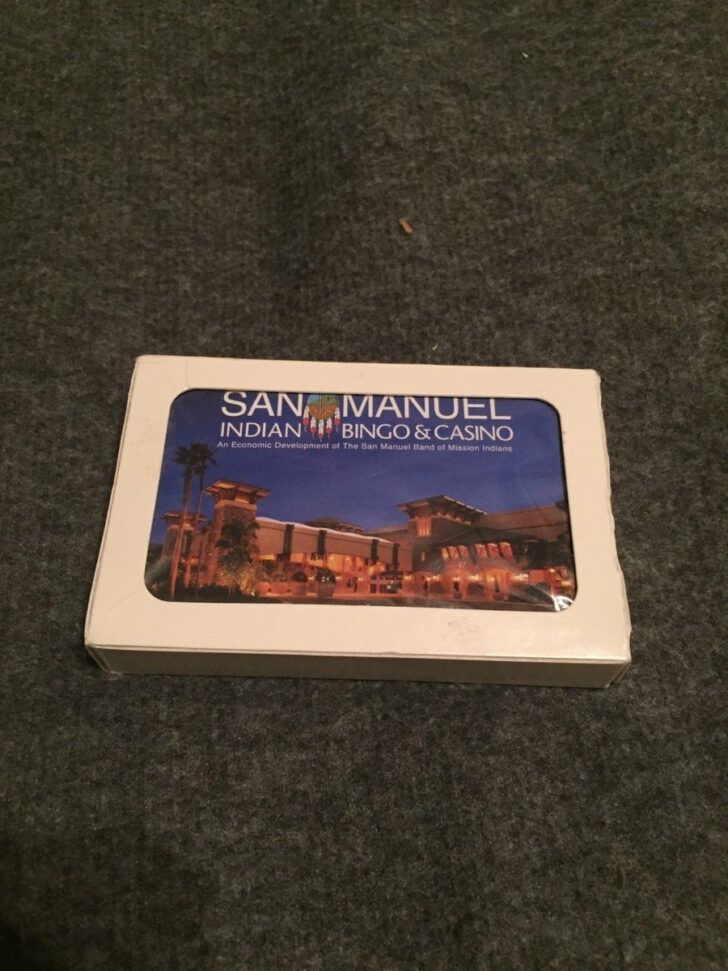 SAN MANUEL
INDIAN BINGO & CASINO
An Economic Development of The San Manuel Band of Mission Indians